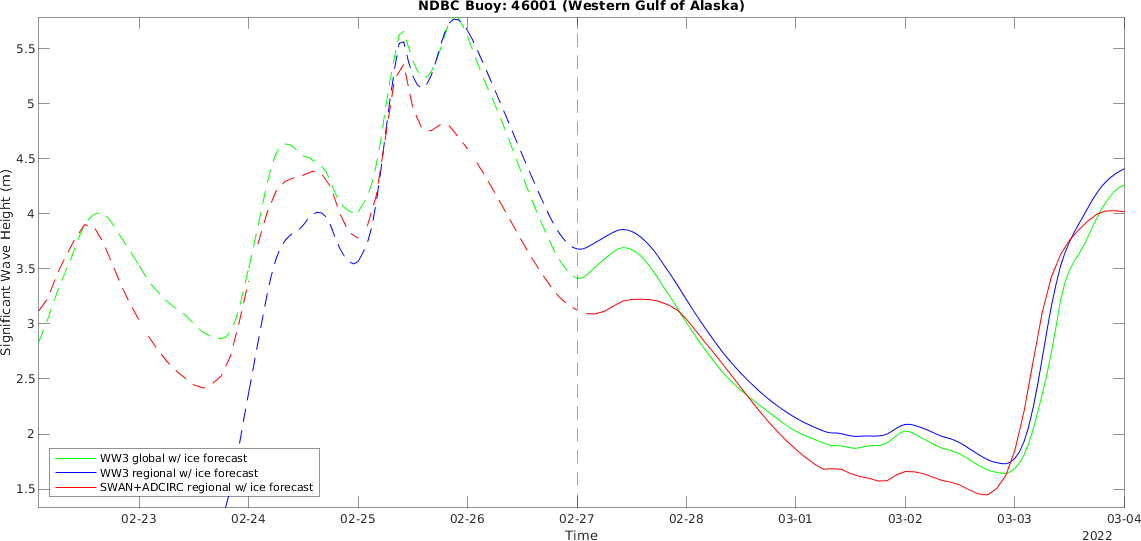 NDBC Buoy: 46001 (Western Gulf of Alaska)
Significant Wave Height (m)
5.5
5
4.5
4
3.5
3
2.5
2
1.5
WW3 global w/ ice forecast
WW3 regional w/ ice forecast
SWAN+ADCIRC regional w/ ice forecast
02-23 02-24 02-25 02-26 02-27 02-28 03-01 03-02 03-03 03-04
Time
2022